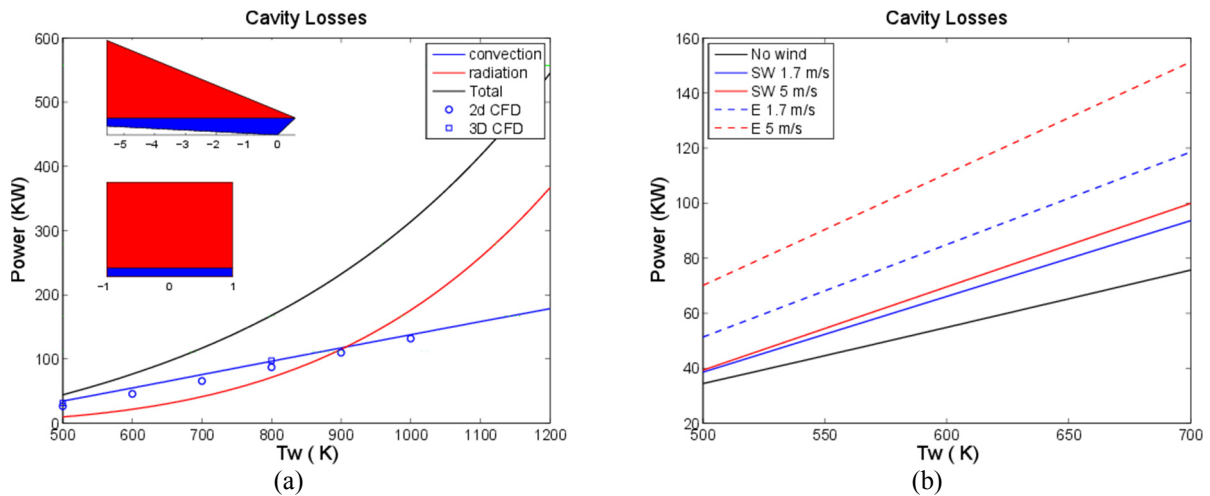 Cavity Losses
600
500
400
300
200
100
0
Power (KW)
convection
radiation
Total
2d CFD
3D CFD
−5 −4 −3 −2 −1 0
−1 0 1
500 600 700 800 900 1000 1100 1200
Tw ( K)
(a)
Cavity Losses
160
140
120
100
80
60
40
20
Power (KW)
No wind
SW 1.7 m/s
SW 5 m/s
E 1.7 m/s
E 5 m/s
500 550 600 650 700
Tw ( K)
(b)